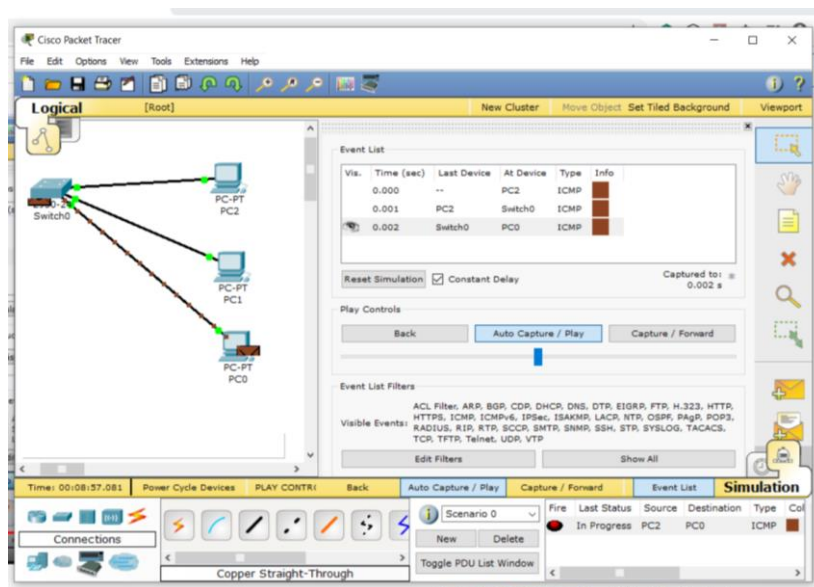 Cisco Packet Tracer
File Edit Options View Tools Extensions Help
Logical [Root] New Cluster Move Object Set Tiled Background Viewport
PC-PT
PC2
Switch0
PC-PT
PC1
PC-PT
PC0
Event List
Vis. Time (sec) Last Device At Device Type Info
0.000 -- PC2 ICMP
0.001 PC2 Switch0 ICMP
0.002 Switch0 PC0 ICMP
Reset Simulation Constant Delay Captured to:
0.002 s
Play Controls
Back Auto Capture / Play Capture / Forward
Event List Filters
Visible Events: ACL Filter, ARP, BGP, CDP, DHCP, DNS, DTP, EIGRP, FTP, H.323, HTTP,
HTTPS, ICMP, ICMPv6, IPSec, ISAKMP, LACP, NTP, OSPF, PAgP, POP3,
RADIUS, RIP, RTP, SCCP, SMTP, SNMP, SSH, STP, SYSLOG, TACACS,
TCP, TFTP, Telnet, UDP, VTP
Edit Filters Show All
Time: 00:08:57.081 Power Cycle Devices PLAY CONTR Back Auto Capture / Play Capture / Forward Event List Simulation
Connections
Copper Straight-Through
Scenario 0
New Delete
Toggle PDU List Window
Fire Last Status Source Destination Type Col
In Progress PC2 PC0 ICMP